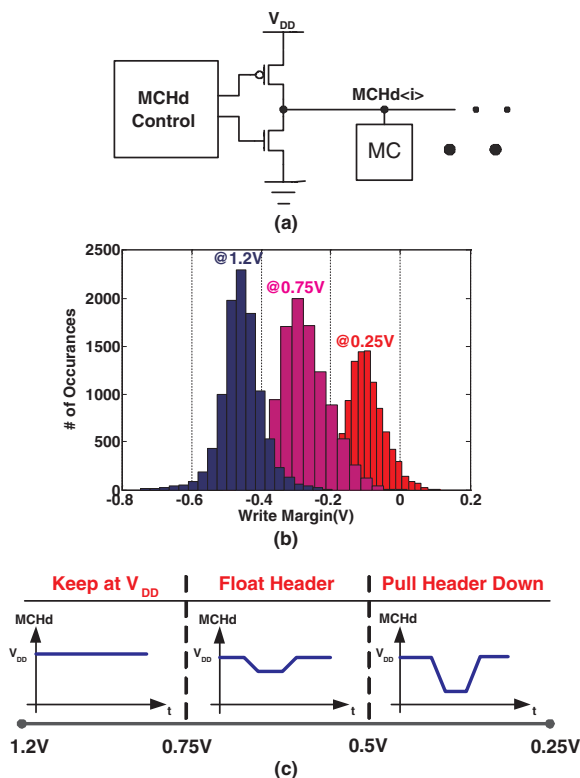 V_DD
MCHd Control
MCHd<i>
MC
(a)
2500
2000
1500
1000
500
0
# of Occurances
@1.2V
@0.75V
@0.25V
-0.8 -0.6 -0.4 -0.2 0 0.2
Write Margin(V)
(b)
Keep at V_DD Float Header Pull Header Down
MCHd MCHd MCHd
V_DD V_DD V_DD
t t t
1.2V 0.75V 0.5V 0.25V
(c)